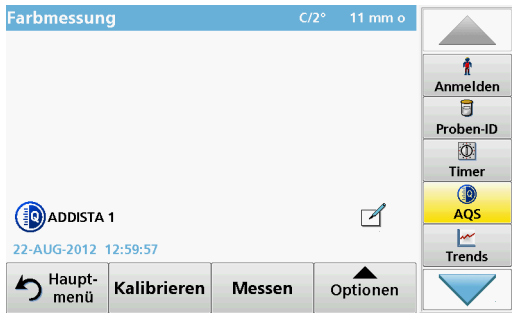 Farbmessung C/2° 11 mm o
Anmelden
Proben-ID
Timer
AQS
Trends
ADDISTA 1
22-AUG-2012 12:59:57
Haupt-
menü
Kalibrieren
Messen
Optionen